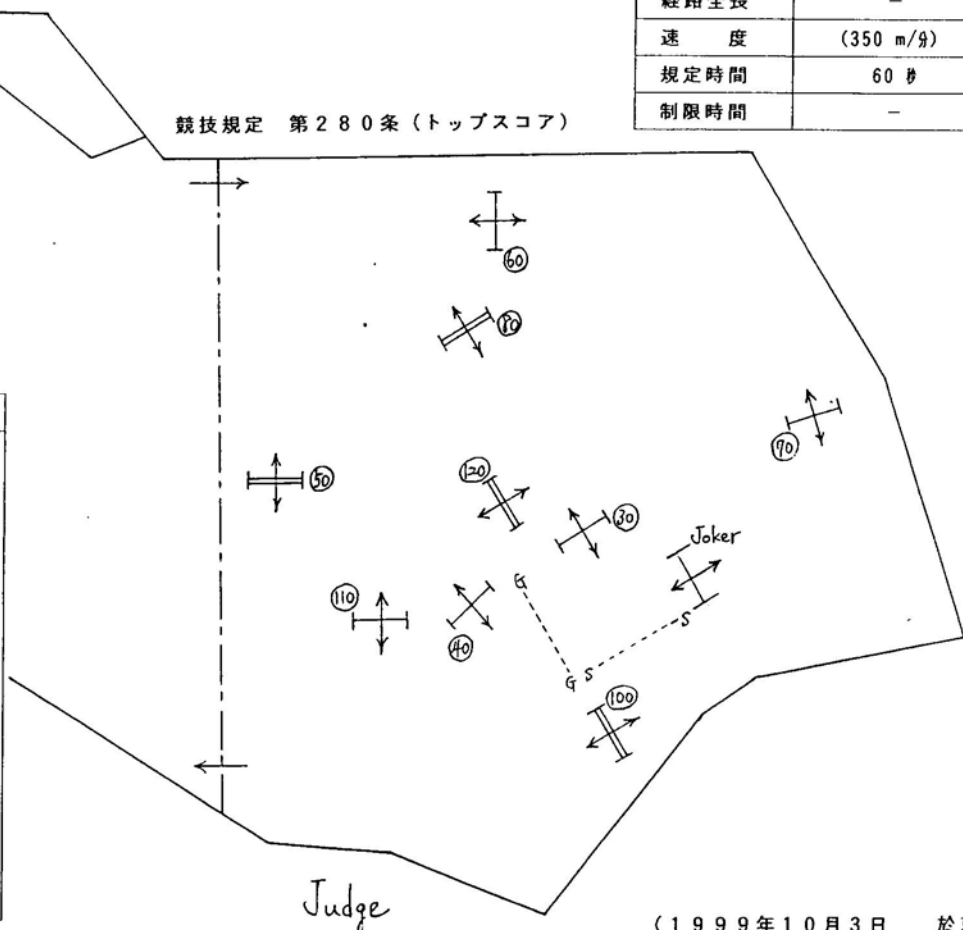 経路全長 －
速度 (350 m/分)
規定時間 60 秒
制限時間 －
競技規定 第280条 (トップスコア)
60
80
70
50
120
30
Joker
110
G
40
S
G S
100
Judge
(1999年10月3日 於